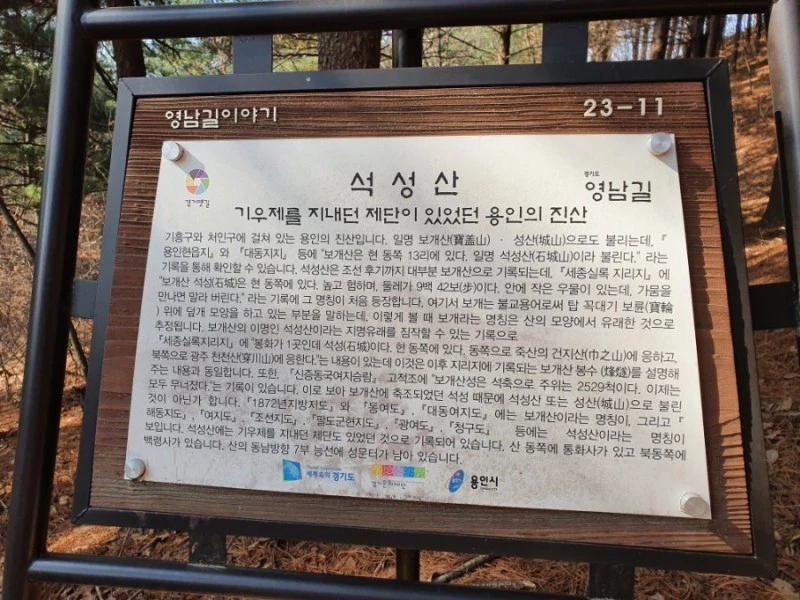 영남길이야기
23-11
경기옛길
석성산
경기도
영남길
기우제를 지내던 제단이 있었던 용인의 진산
기흥구와 처인구에 걸쳐 있는 용인의 진산입니다. 일명 보개산(寶盖山) · 성산(城山)으로도 불리는데, 『
용인현읍지』와 『대동지지』 등에 "보개산은 현 동쪽 13리에 있다. 일명 석성산(石城山)이라 불린다." 라는
기록을 통해 확인할 수 있습니다. 석성산은 조선 후기까지 대부분 보개산으로 기록되는데, 『세종실록 지리지』에
"보개산 석성(石城)은 현 동쪽에 있다. 높고 험하며, 둘레가 9백 42보(步)이다. 안에 작은 우물이 있는데, 가뭄을
만나면 말라 버린다." 라는 기록에 그 명칭이 처음 등장합니다. 여기서 보개는 불교용어로써 탑 꼭대기 보륜(寶輪
) 위에 덮개 모양을 하고 있는 부분을 말하는데, 이렇게 볼 때 보개라는 명칭은 산의 모양에서 유래한 것으로
추정됩니다. 보개산의 이명인 석성산이라는 지명유래를 짐작할 수 있는 기록으로
『세종실록지리지』에 "봉화가 1곳인데 석성(石城)이다. 현 동쪽에 있다. 동쪽으로 죽산의 건지산(巾之山)에 응하고,
북쪽으로 광주 천천산(穿川山)에 응한다."는 내용이 있는데 이것은 이후 지리지에 기록되는 보개산 봉수 (烽燧)를 설명해
주는 내용과 동일합니다. 또한, 『신증동국여지승람』 고적조에 "보개산성은 석축으로 주위는 2529척이다. 이제는
모두 무너졌다."는 기록이 있습니다. 이로 보아 보개산에 축조되었던 석성 때문에 석성산 또는 성산(城山)으로 불린
것이 아닌가 합니다. 『1872년지방지도』와 『동여도』, 『대동여지도』에는 보개산이라는 명칭이, 그리고 『
해동지도』, 『여지도』, 『조선지도』, 『팔도군현지도』, 『광여도』, 『청구도』 등에는 석성산이라는 명칭이
보입니다. 석성산에는 기우제를 지내던 제단도 있었던 것으로 기록되어 있습니다. 산 동쪽에 통화사가 있고 북동쪽에
백령사가 있습니다. 산의 동남방향 7부 능선에 성문터가 남아 있습니다.
세계속의 경기도
경기문화재단
용인시